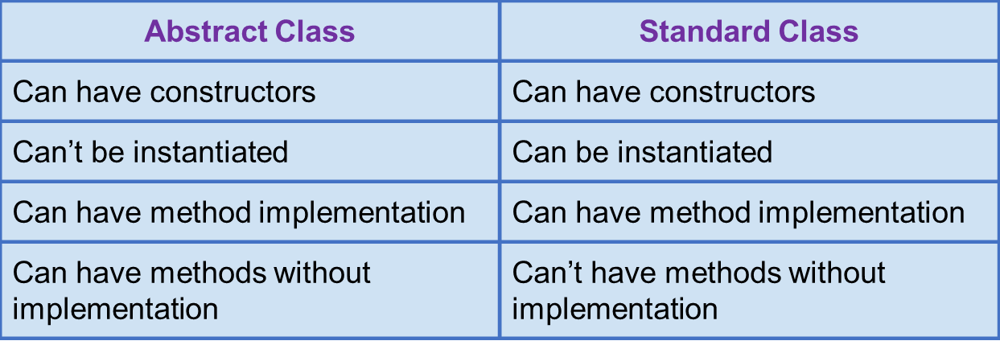 Abstract Class
Standard Class
Can have constructors
Can have constructors
Can’t be instantiated
Can be instantiated
Can have method implementation
Can have method implementation
Can have methods without
implementation
Can’t have methods without
implementation